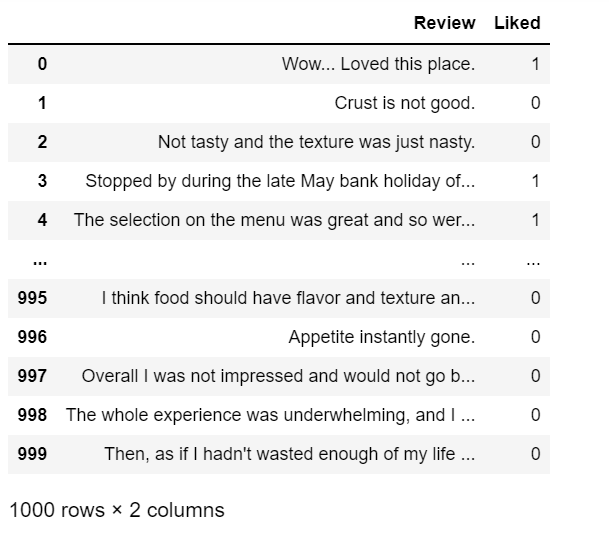 Review Liked
0 Wow... Loved this place. 1
1 Crust is not good. 0
2 Not tasty and the texture was just nasty. 0
3 Stopped by during the late May bank holiday of... 1
4 The selection on the menu was great and so wer... 1
... ... ...
995 I think food should have flavor and texture an... 0
996 Appetite instantly gone. 0
997 Overall I was not impressed and would not go b... 0
998 The whole experience was underwhelming, and I ... 0
999 Then, as if I hadn't wasted enough of my life ... 0
1000 rows × 2 columns